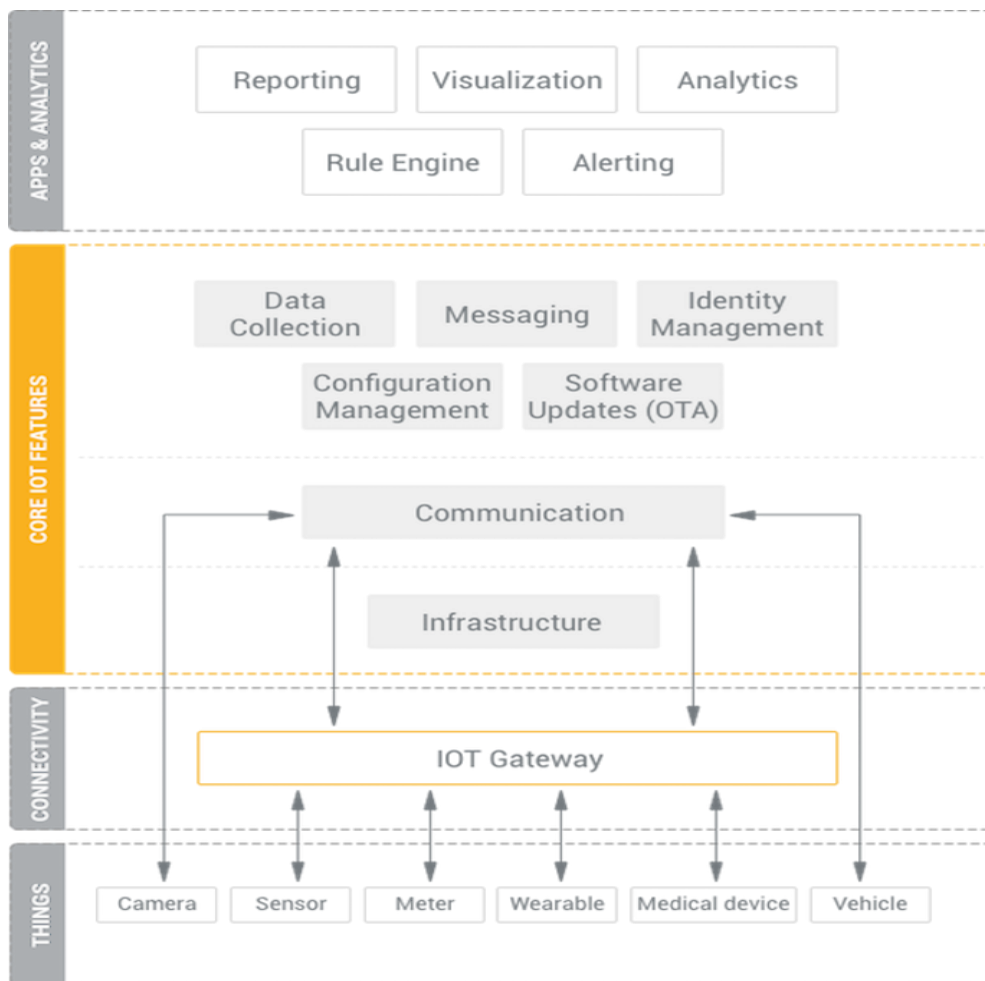 APPS & ANALYTICS
Reporting
Visualization
Analytics
Rule Engine
Alerting
CORE IOT FEATURES
Data
Collection
Messaging
Identity
Management
Configuration
Management
Software
Updates (OTA)
Communication
Infrastructure
CONNECTIVITY
IOT Gateway
THINGS
Camera
Sensor
Meter
Wearable
Medical device
Vehicle